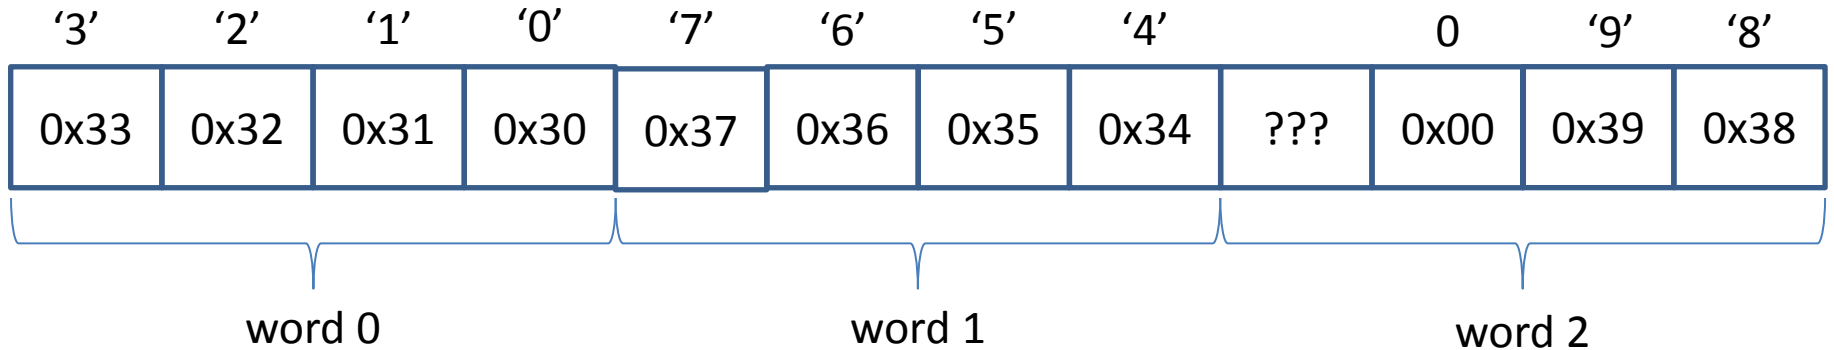 ‘3’ ‘2’ ‘1’ ‘0’ ‘7’ ‘6’ ‘5’ ‘4’ 0 ‘9’ ‘8’
0x33 0x32 0x31 0x30 0x37 0x36 0x35 0x34 ??? 0x00 0x39 0x38
word 0 word 1 word 2